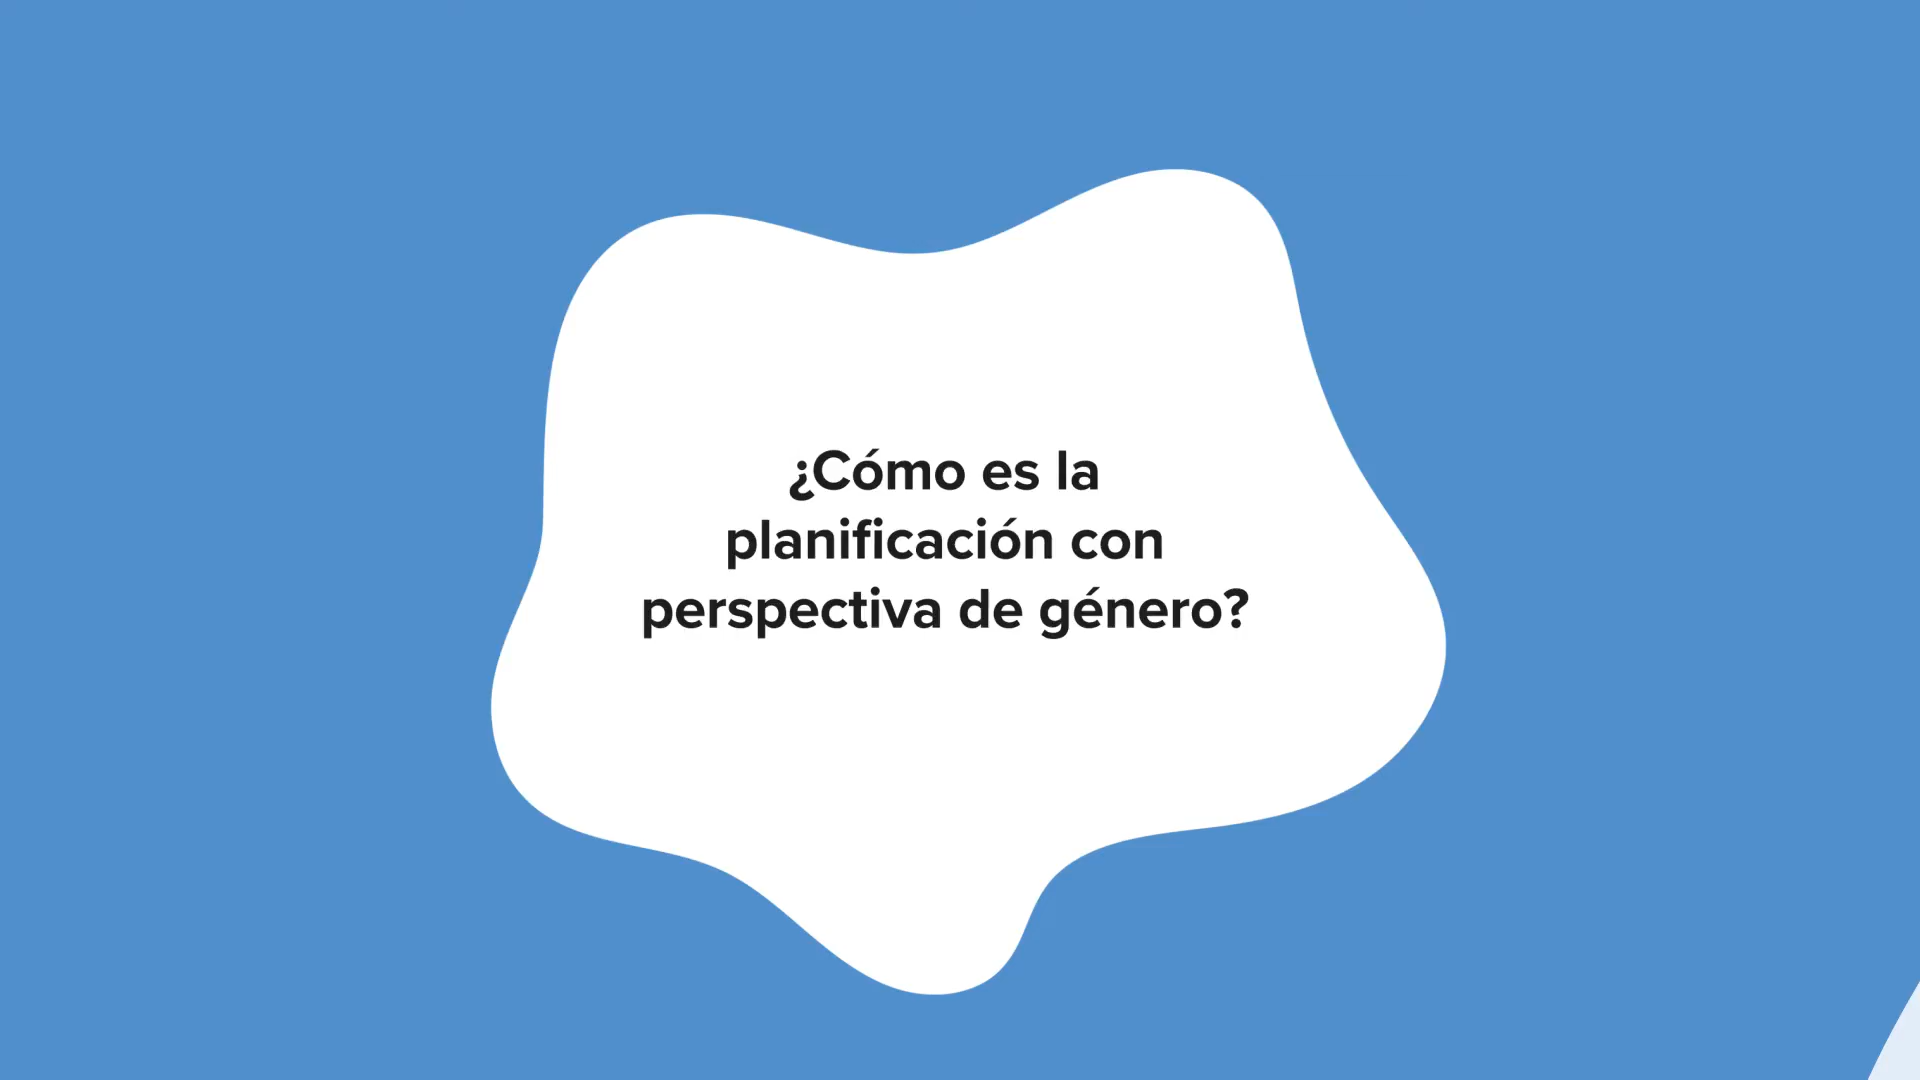 ¿Cómo es la
planificación con
perspectiva de género?